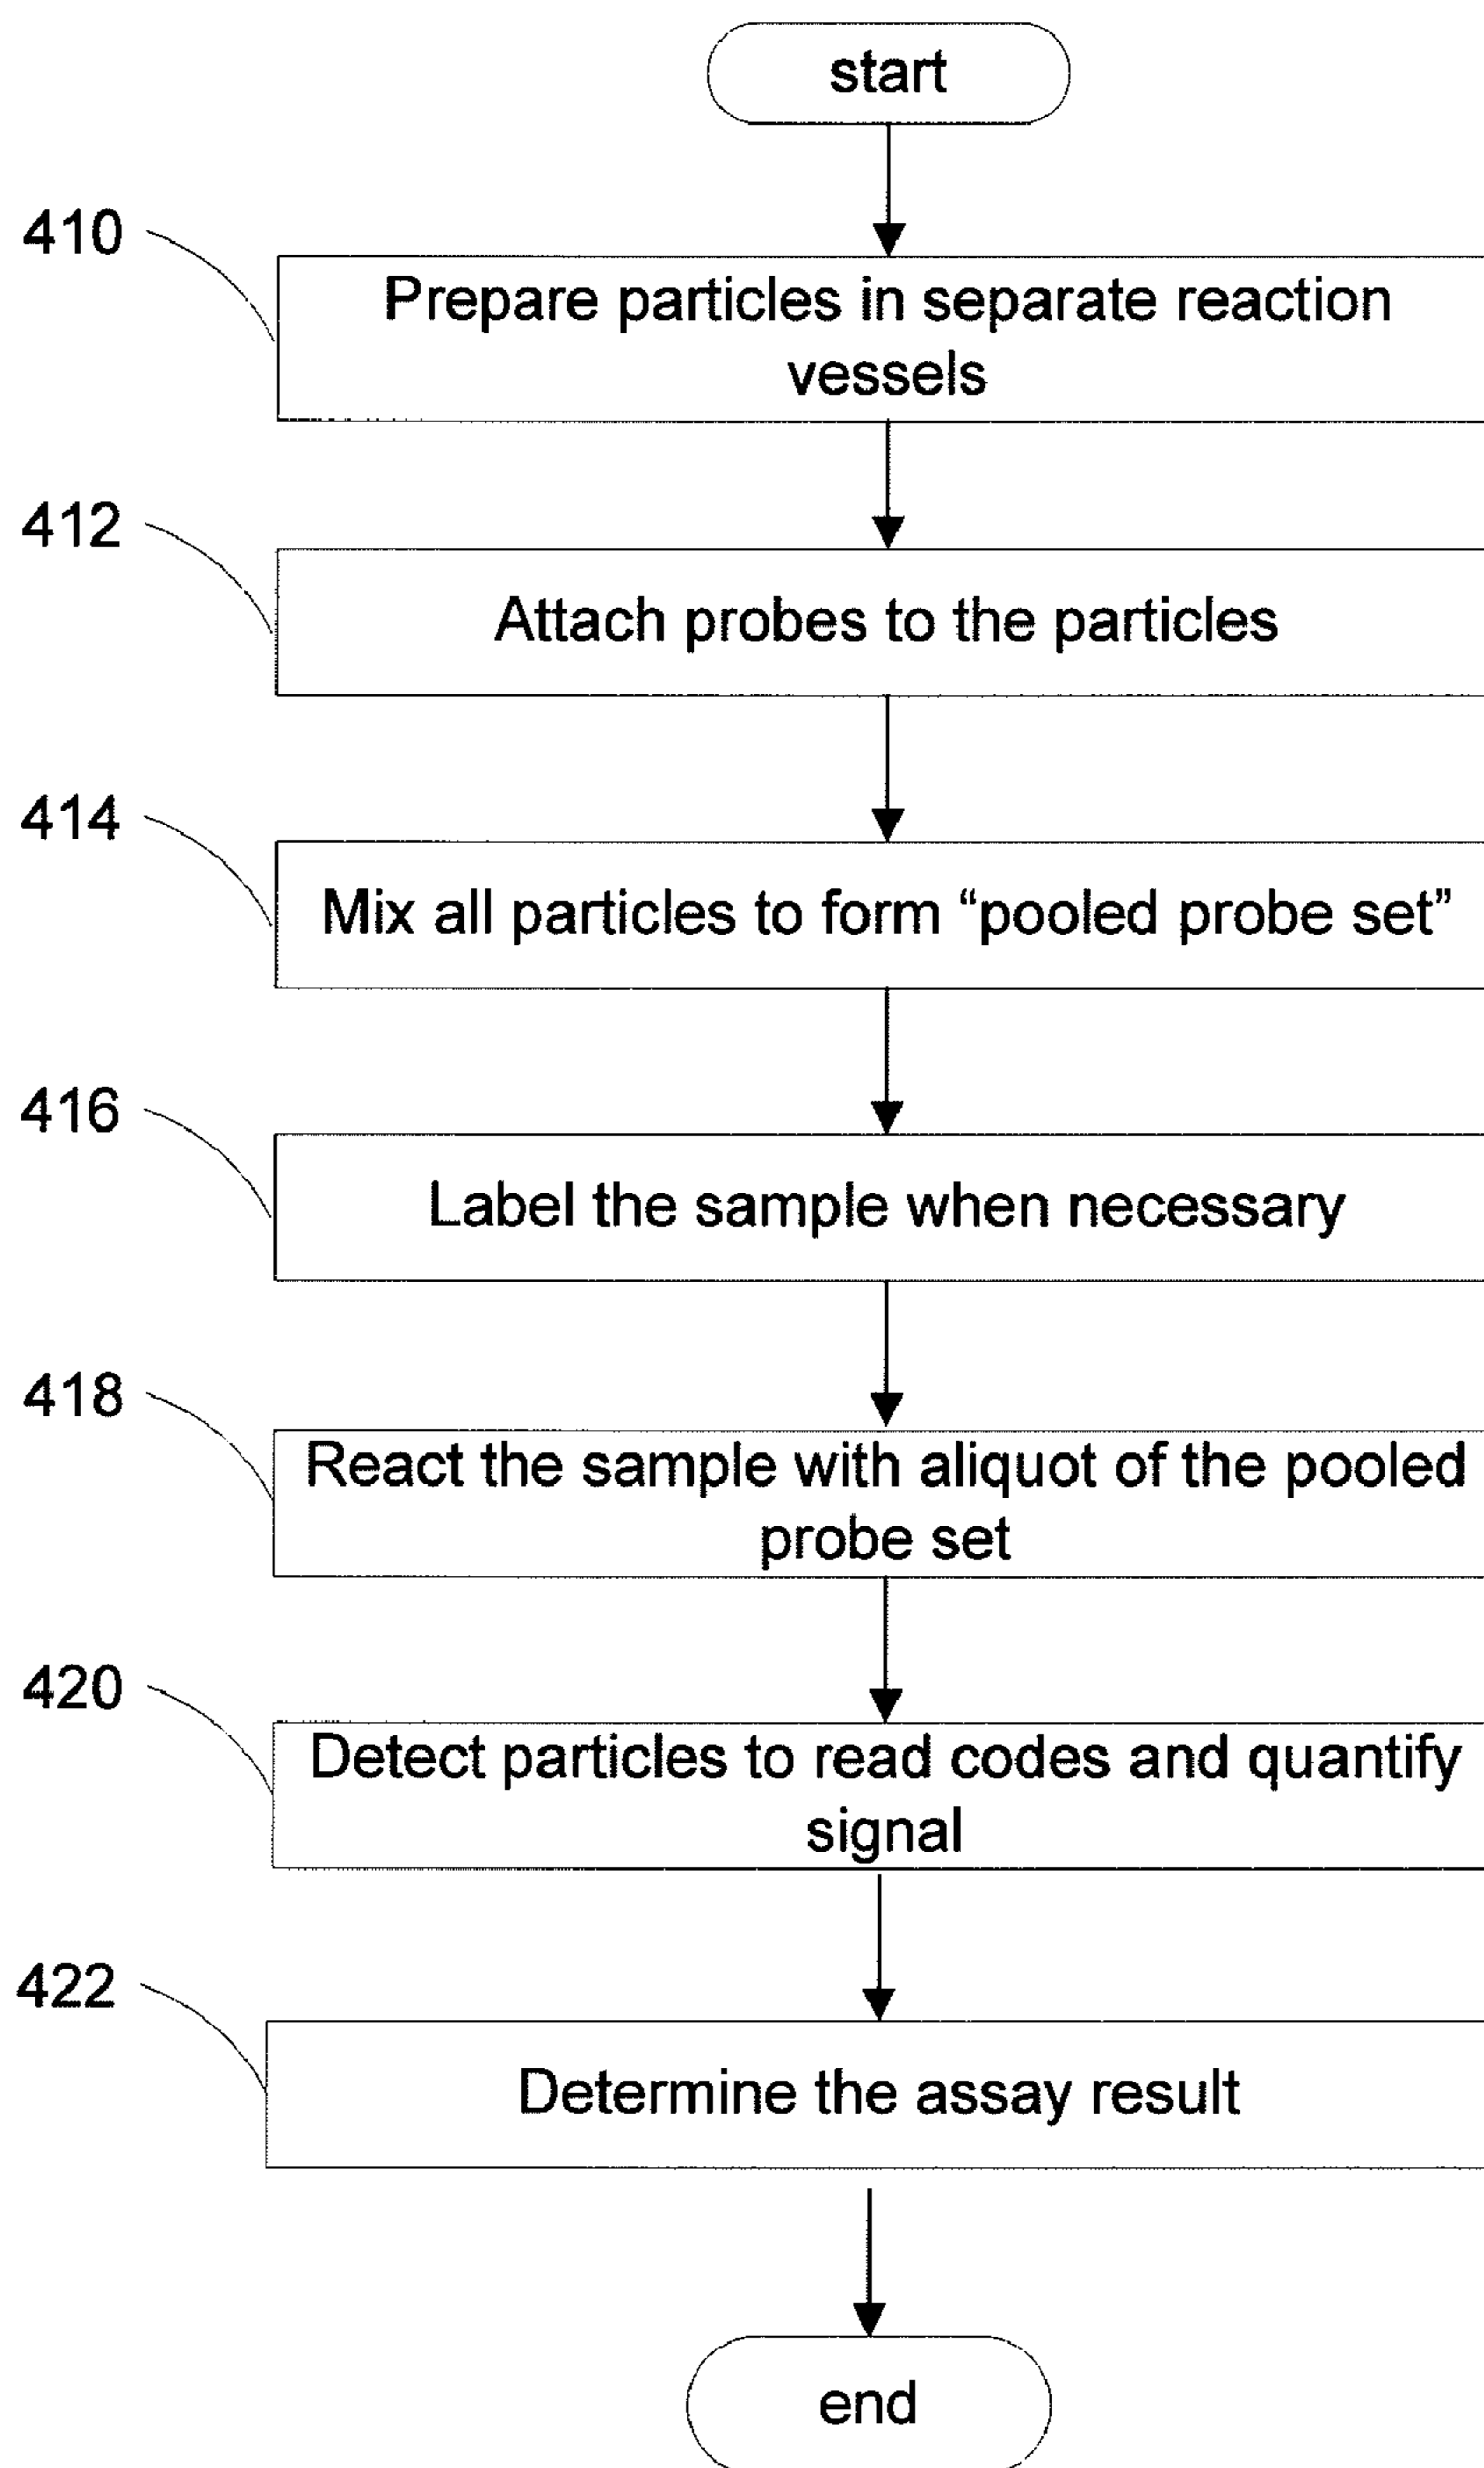 start
410
Prepare particles in separate reaction
vessels
412
Attach probes to the particles
414
Mix all particles to form “pooled probe set”
416
Label the sample when necessary
418
React the sample with aliquot of the pooled
probe set
420
Detect particles to read codes and quantify
signal
422
Determine the assay result
end